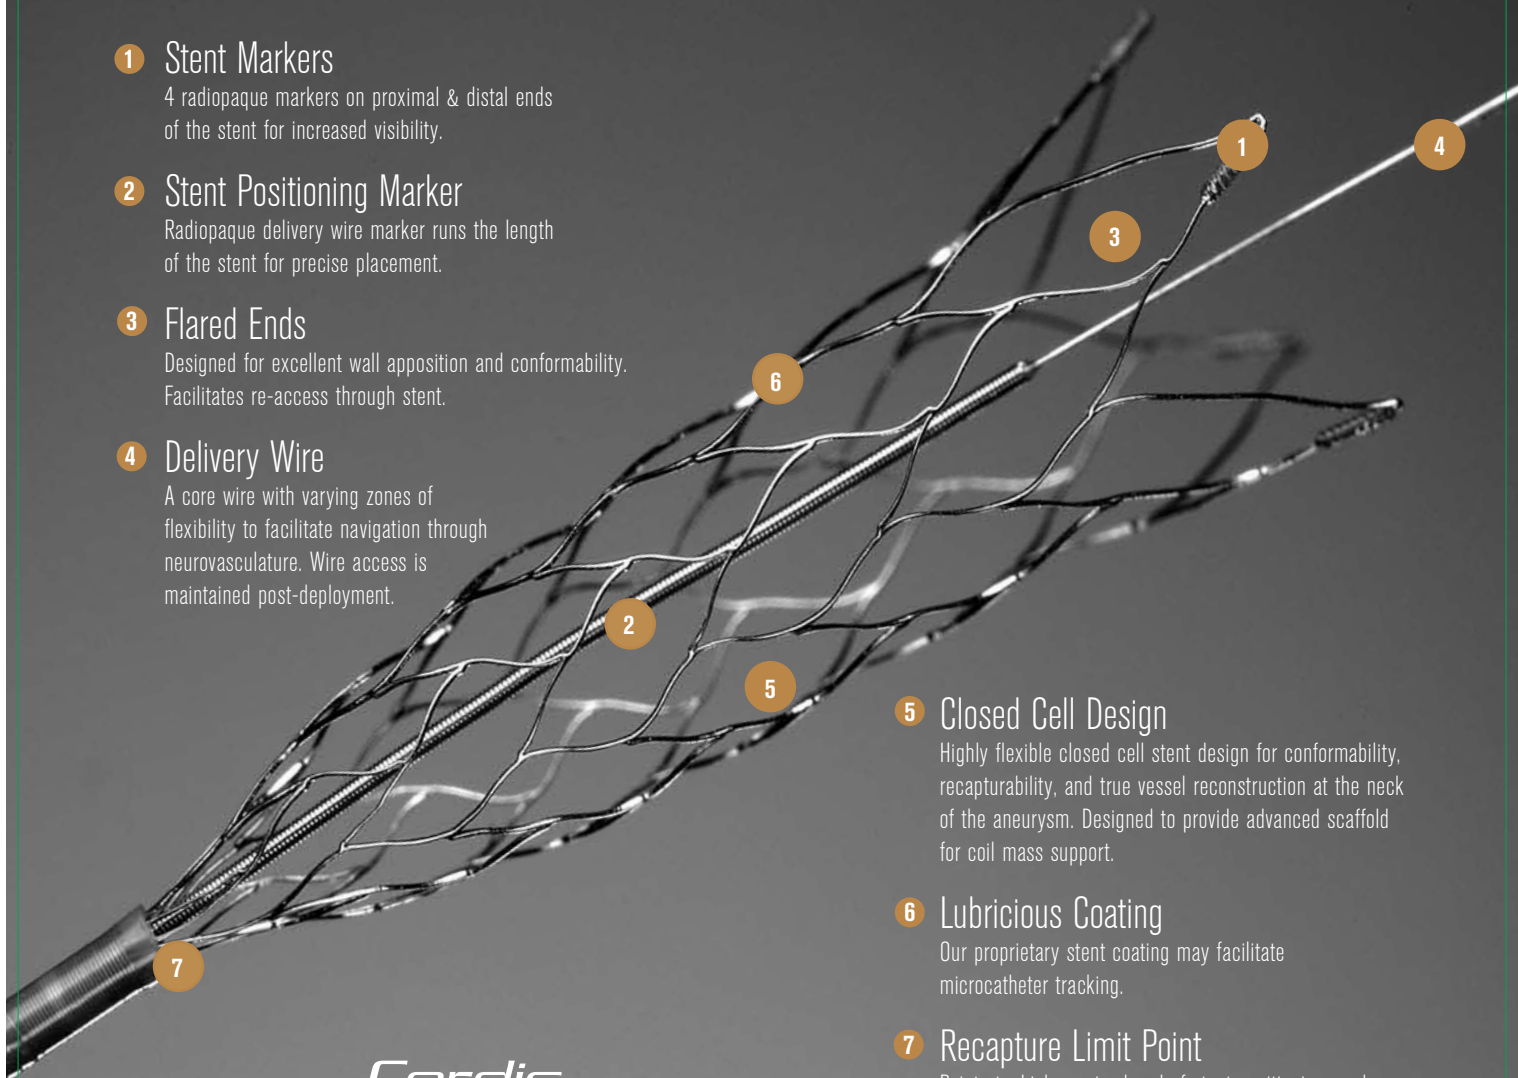 1 Stent Markers
4 radiopaque markers on proximal & distal ends
of the stent for increased visibility.
2 Stent Positioning Marker
Radiopaque delivery wire marker runs the length
of the stent for precise placement.
3 Flared Ends
Designed for excellent wall apposition and conformability.
Facilitates re-access through stent.
4 Delivery Wire
A core wire with varying zones of
flexibility to facilitate navigation through
neurovasculature. Wire access is
maintained post-deployment.
1
4
3
6
2
5
7
5 Closed Cell Design
Highly flexible closed cell stent design for conformability,
recapturability, and true vessel reconstruction at the neck
of the aneurysm. Designed to provide advanced scaffold
for coil mass support.
6 Lubricious Coating
Our proprietary stent coating may facilitate
microcatheter tracking.
7 Recapture Limit Point
Cordis